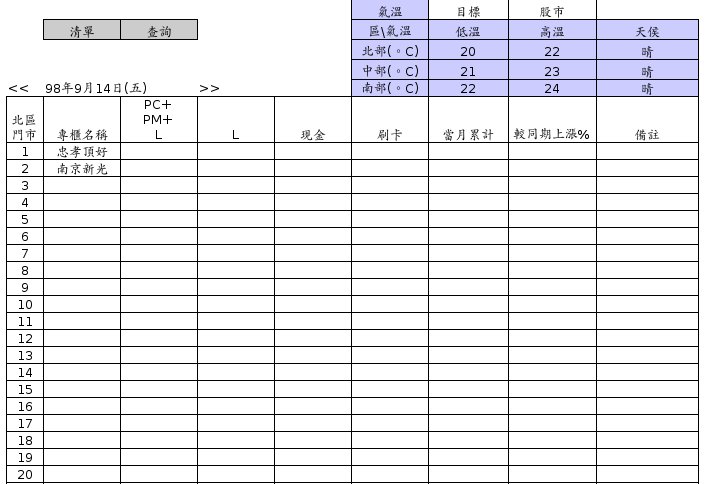 氣溫 目標 股市
清單 查詢 區\氣溫 低溫 高溫 天侯
北部(。C) 20 22 晴
中部(。C) 21 23 晴
<< 98年9月14日(五) >> 南部(。C) 22 24 晴
北區門市 專櫃名稱 PC+PM+L L 現金 刷卡 當月累計 較同期上漲% 備註
1 忠孝頂好
2 南京新光
3
4
5
6
7
8
9
10
11
12
13
14
15
16
17
18
19
20